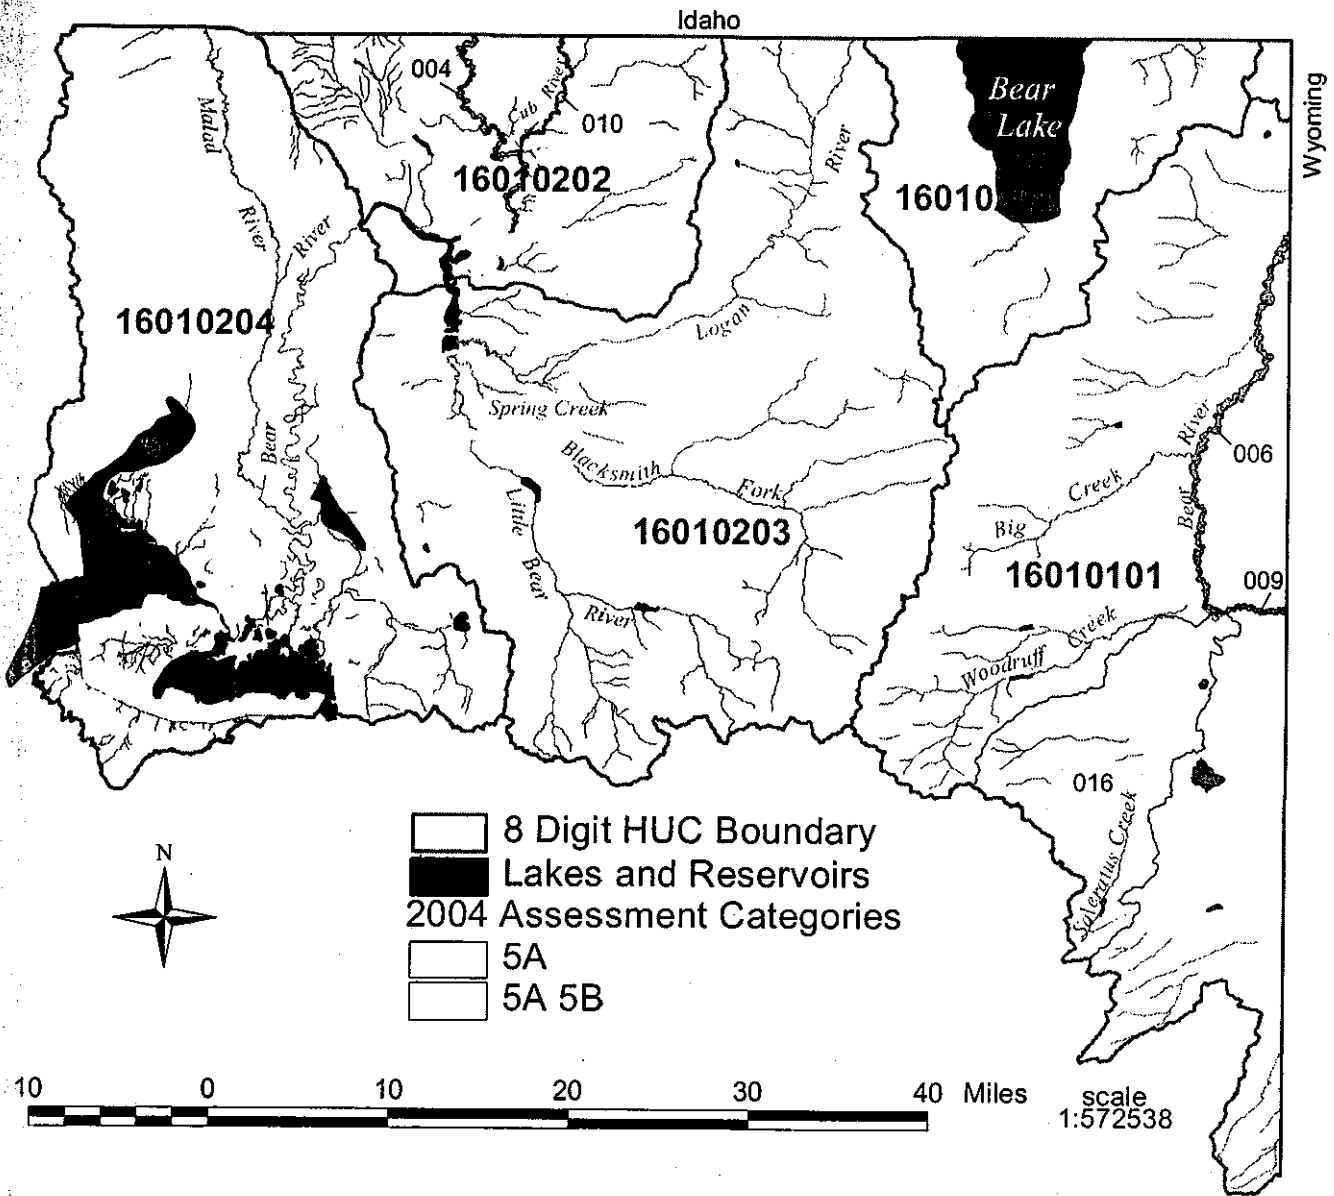 Idaho
Wyoming
004
Cub River
010
Bear
Lake
Malad
River
River
River
16010202
16010
16010204
Logan
Bear
Spring Creek
Blacksmith
Fork
River
Bear
006
Creek
Big
Little
Bear
River
16010203
16010101
009
Woodruff Creek
016
Saleratus Creek
8 Digit HUC Boundary
Lakes and Reservoirs
2004 Assessment Categories
5A
5A 5B
N
10 0 10 20 30 40 Miles
scale
1:572538